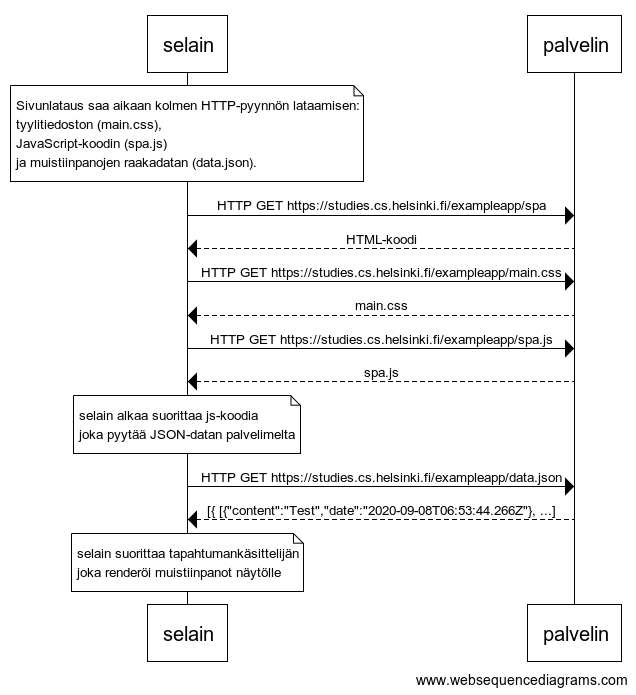 selain
palvelin
Sivunlataus saa aikaan kolmen HTTP-pyynnön lataamisen:
tyylitiedoston (main.css),
JavaScript-koodin (spa.js)
ja muistiinpanojen raakadatan (data.json).
HTTP GET https://studies.cs.helsinki.fi/exampleapp/spa
HTML-koodi
HTTP GET https://studies.cs.helsinki.fi/exampleapp/main.css
main.css
HTTP GET https://studies.cs.helsinki.fi/exampleapp/spa.js
spa.js
selain alkaa suorittaa js-koodia
joka pyytää JSON-datan palvelimelta
HTTP GET https://studies.cs.helsinki.fi/exampleapp/data.json
[{ [{"content":"Test","date":"2020-09-08T06:53:44.266Z"}, ...]
selain suorittaa tapahtumankäsittelijän
joka renderöi muistiinpanot näytölle
selain
palvelin
www.websequencediagrams.com